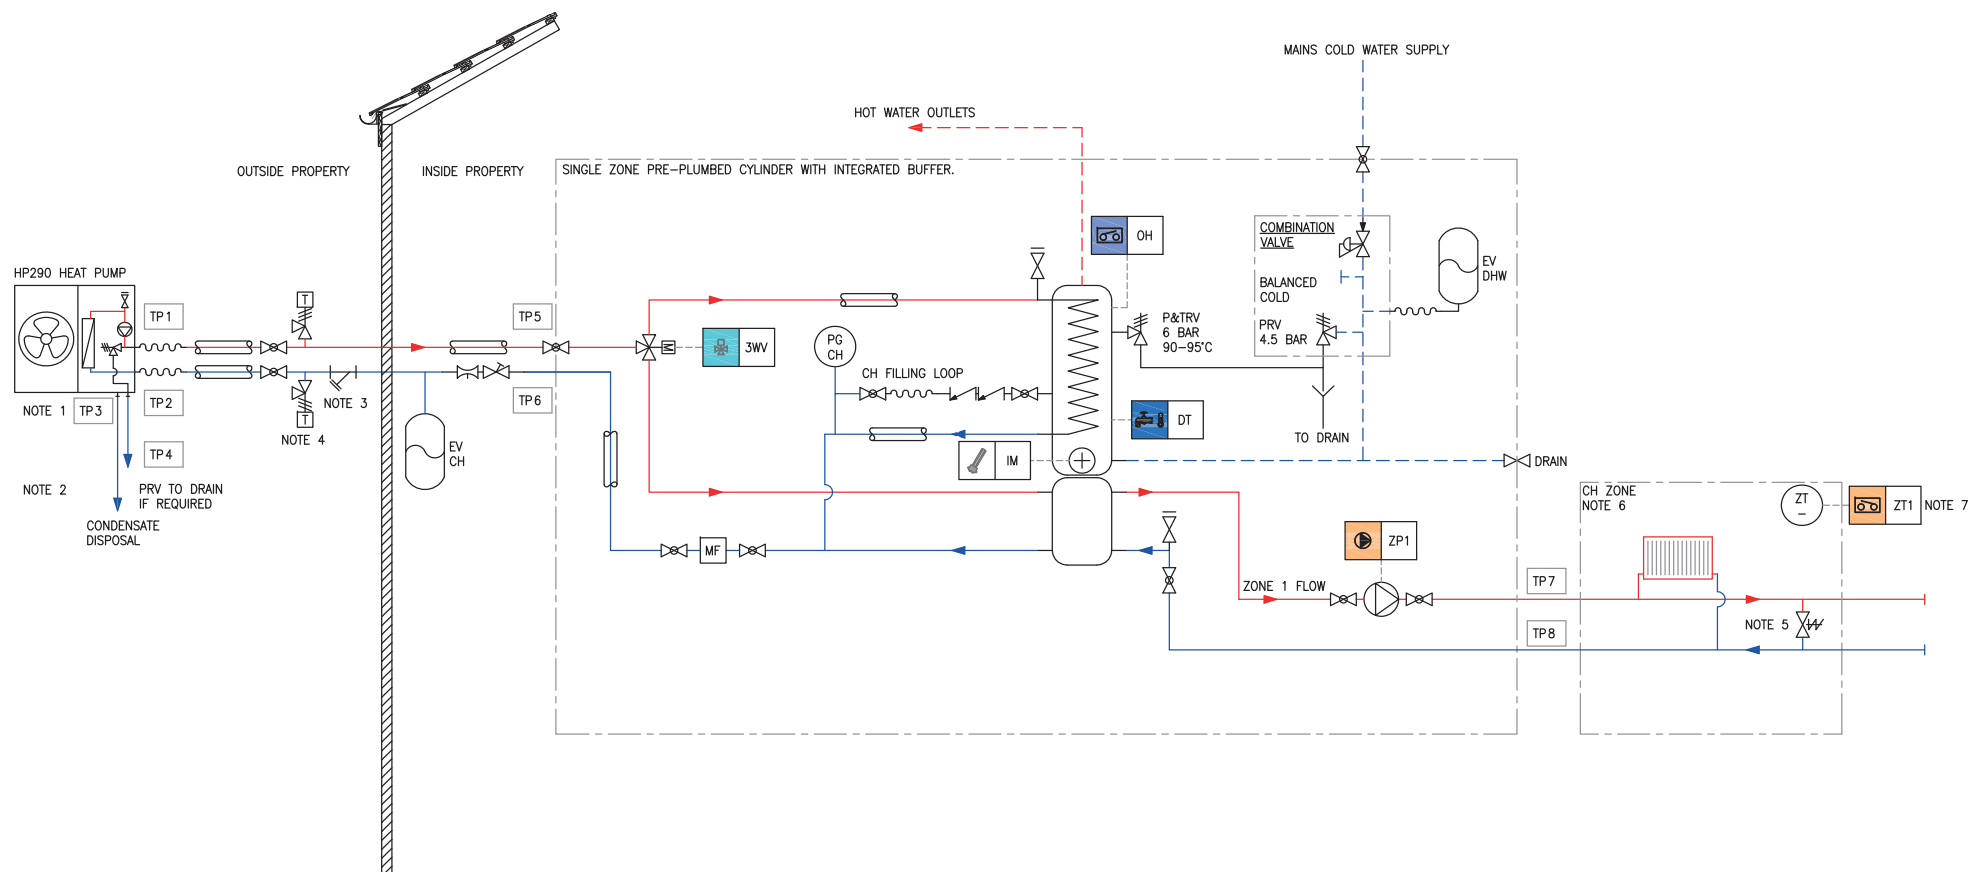 MAINS COLD WATER SUPPLY
HOT WATER OUTLETS
OUTSIDE PROPERTY
INSIDE PROPERTY
SINGLE ZONE PRE-PLUMBED CYLINDER WITH INTEGRATED BUFFER.
OH
COMBINATION
VALVE
BALANCED
COLD
PRV
4.5 BAR
EV
DHW
HP290 HEAT PUMP
TP1
T
TP5
M
3WV
PG
CH
P&TRV
6 BAR
90-95°C
CH FILLING LOOP
NOTE 1
TP3
TP2
NOTE 3
TP6
T
NOTE 4
DT
TO DRAIN
EV
CH
TP4
IM
DRAIN
NOTE 2
PRV TO DRAIN
IF REQUIRED
CONDENSATE
DISPOSAL
CH ZONE
NOTE 6
ZT
-
ZT1
NOTE 7
MF
ZP1
ZONE 1 FLOW
TP7
NOTE 5
TP8